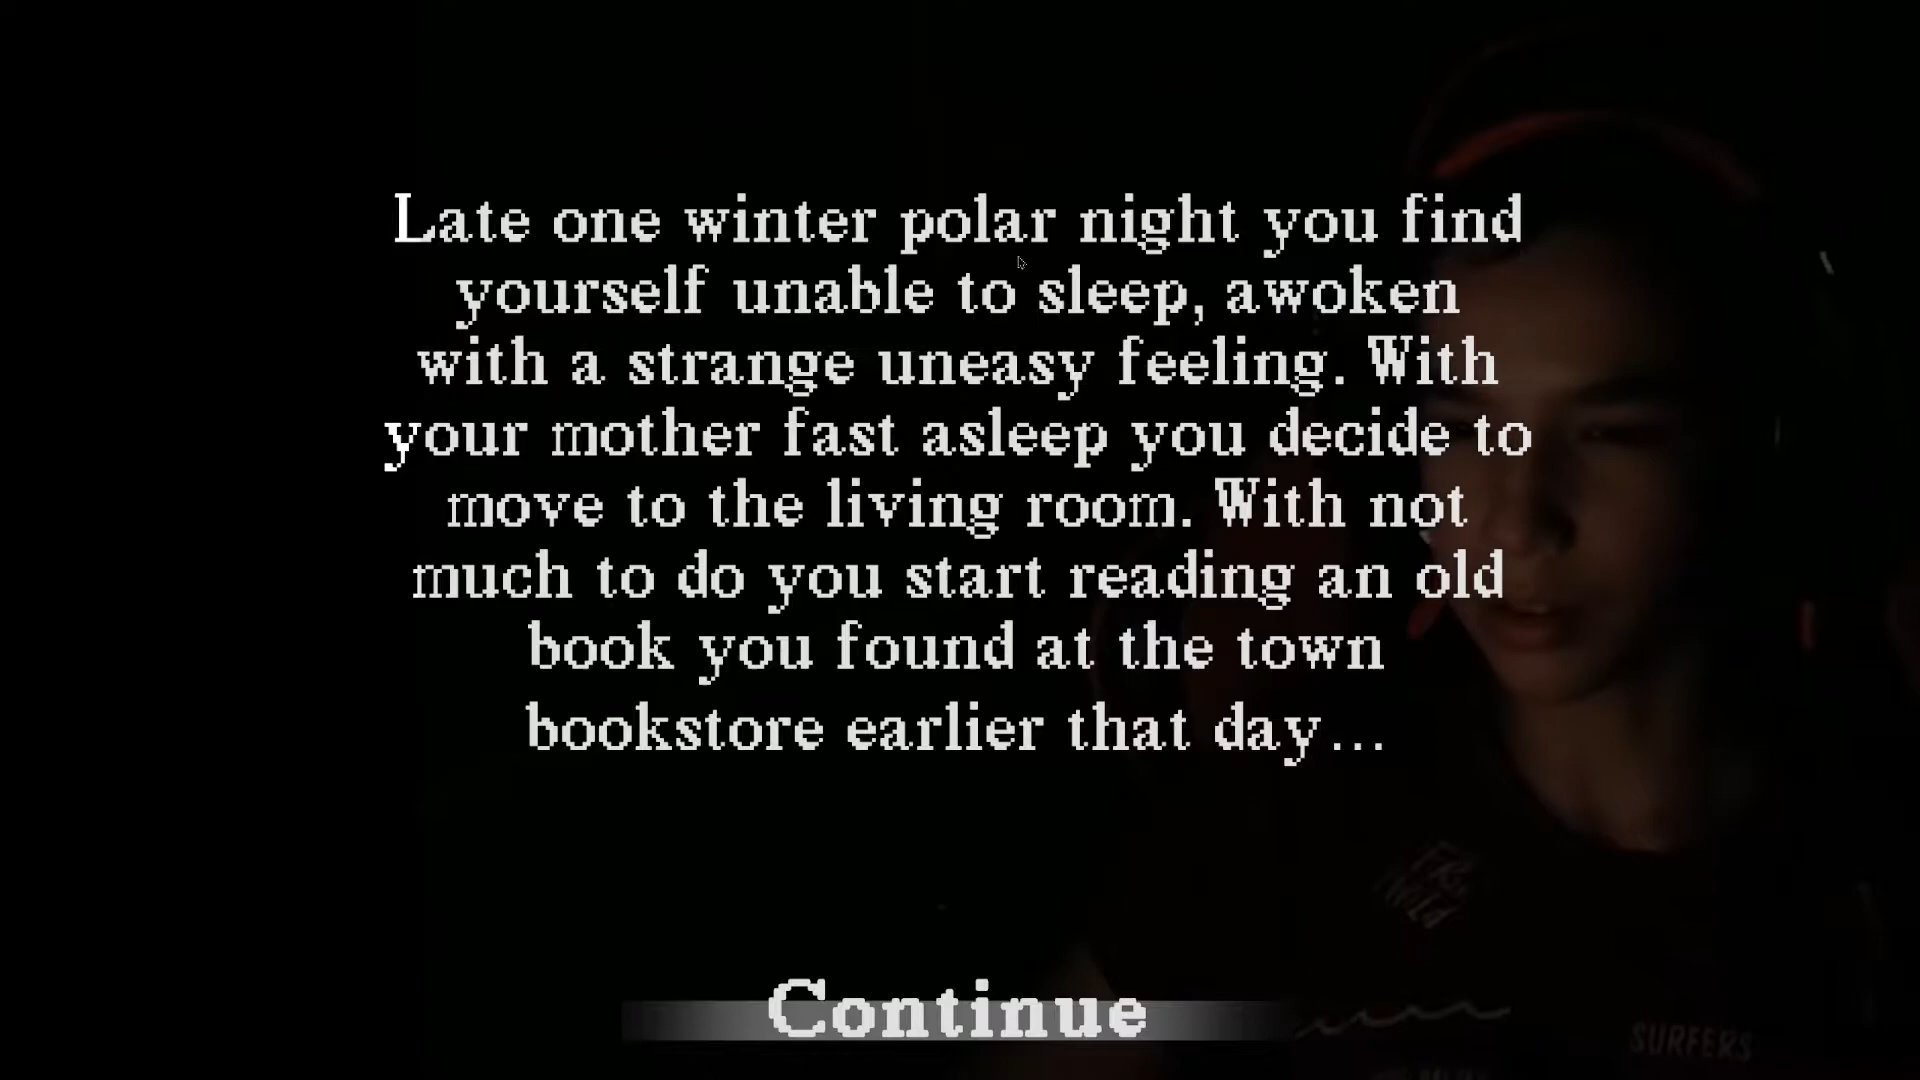 Late one winter polar night you find
yourself unable to sleep, awoken
with a strange uneasy feeling. With
your mother fast asleep you decide to
move to the living room. With not
much to do you start reading an old
book you found at the town
bookstore earlier that day...
Continue
SURFERS